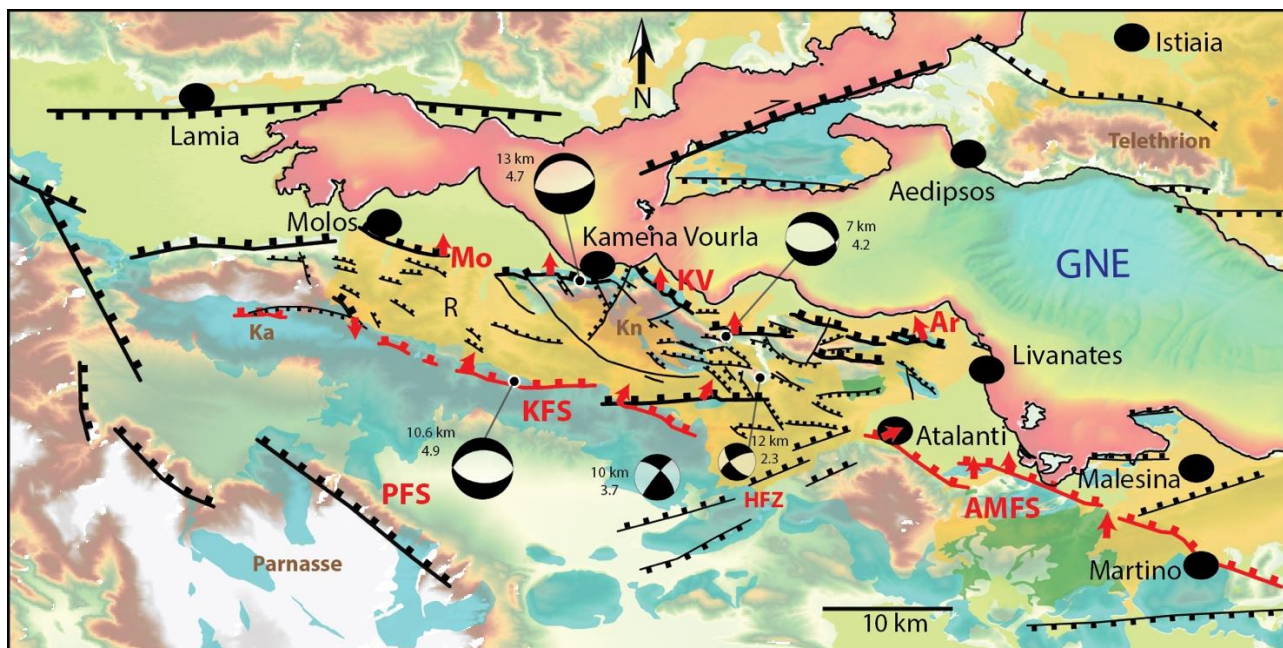 N
Istiaia
Lamia
Telethrion
13 km
4.7
Aedipsos
Molos
7 km
4.2
Kamena Vourla
GNE
Mo
KV
R
Ka
Kn
Ar
Livanates
KFS
10.6 km
4.9
Atalanti
12 km
2.3
10 km
3.7
Malesina
PFS
HFZ
AMFS
Parnasse
Martino
10 km